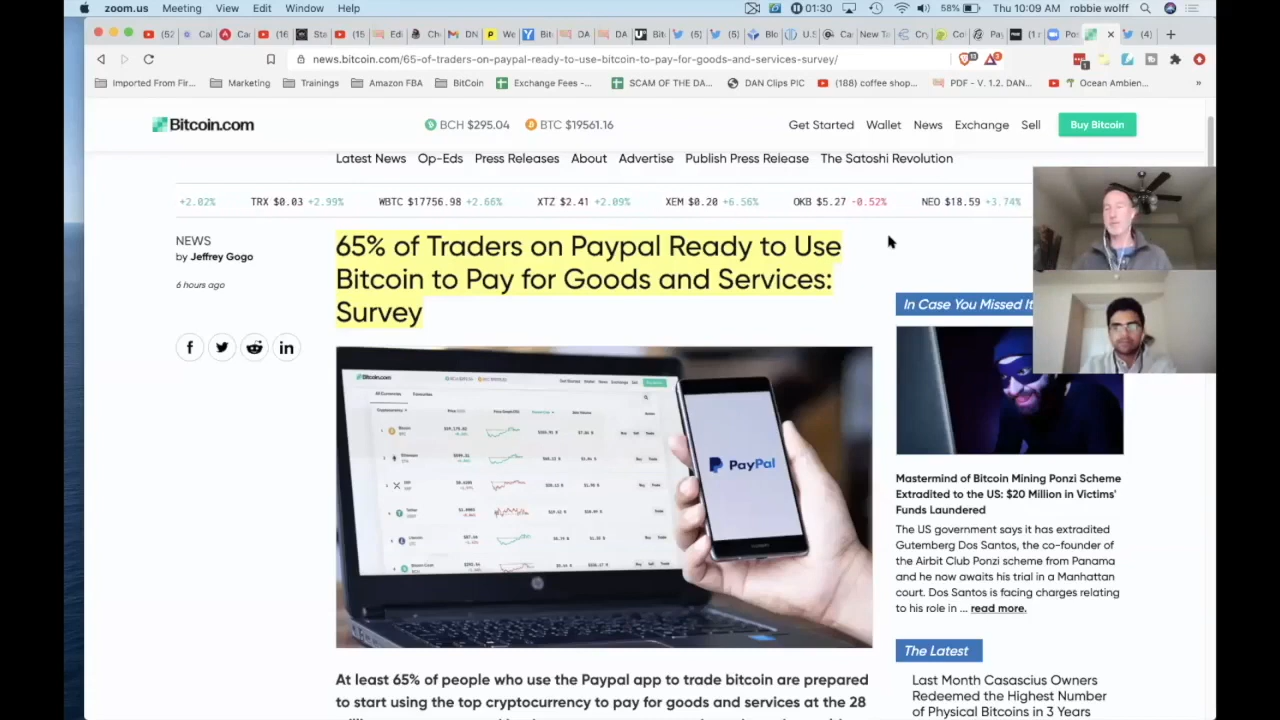 zoom.us Meeting View Edit Window Help 01:30 58% Thu 10:09 AM robbie wolff
news.bitcoin.com/65-of-traders-on-paypal-ready-to-use-bitcoin-to-pay-for-goods-and-services-survey/
Imported From Fir... Marketing Trainings Amazon FBA BitCoin Exchange Fees -... SCAM OF THE DA... DAN Clips PIC (188) coffee shop... PDF - V. 1.2. DAN... Ocean Ambien... »
Bitcoin.com BCH $295.04 BTC $19561.16 Get Started Wallet News Exchange Sell Buy Bitcoin
Latest News Op-Eds Press Releases About Advertise Publish Press Release The Satoshi Revolution
+2.02% TRX $0.03 +2.99% WBTC $17756.98 +2.66% XTZ $2.41 +2.09% XEM $0.20 +6.56% OKB $5.27 -0.52% NEO $18.59 +3.74%
NEWS
by Jeffrey Gogo
6 hours ago
65% of Traders on Paypal Ready to Use
Bitcoin to Pay for Goods and Services:
Survey
Bitcoin.com
PayPal
At least 65% of people who use the Paypal app to trade bitcoin are prepared
to start using the top cryptocurrency to pay for goods and services at the 28
In Case You Missed It
Mastermind of Bitcoin Mining Ponzi Scheme
Extradited to the US: $20 Million in Victims'
Funds Laundered
The US government says it has extradited
Gutemberg Dos Santos, the co-founder of
the Airbit Club Ponzi scheme from Panama
and he now awaits his trial in a Manhattan
court. Dos Santos is facing charges relating
to his role in ... read more.
The Latest
Last Month Casascius Owners
Redeemed the Highest Number
of Physical Bitcoins in 3 Years